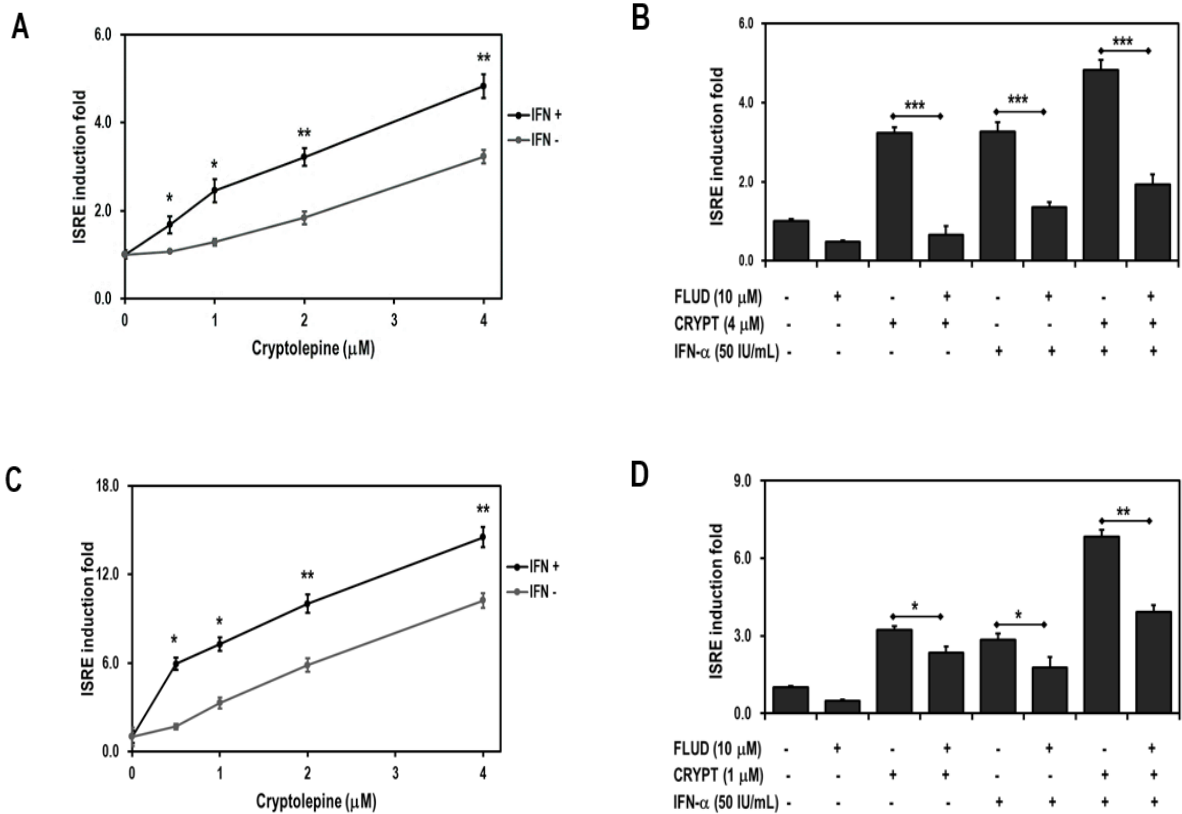 A
6.0
4.0
2.0
0.0
ISRE induction fold
* * ** **
IFN +
IFN -
0 1 2 3 4
Cryptolepine (µM)
B
6.0
4.0
2.0
0.0
ISRE induction fold
*** *** ***
FLUD (10 µM) - + - + - + - +
CRYPT (4 µM) - - + + - - + +
IFN-α (50 IU/mL) - - - - + + + +
C
18.0
12.0
6.0
0.0
ISRE induction fold
* * ** **
IFN +
IFN -
0 1 2 3 4
Cryptolepine (µM)
D
9.0
6.0
3.0
0.0
ISRE induction fold
* * **
FLUD (10 µM) - + - + - + - +
CRYPT (1 µM) - - + + - - + +
IFN-α (50 IU/mL) - - - - + + + +